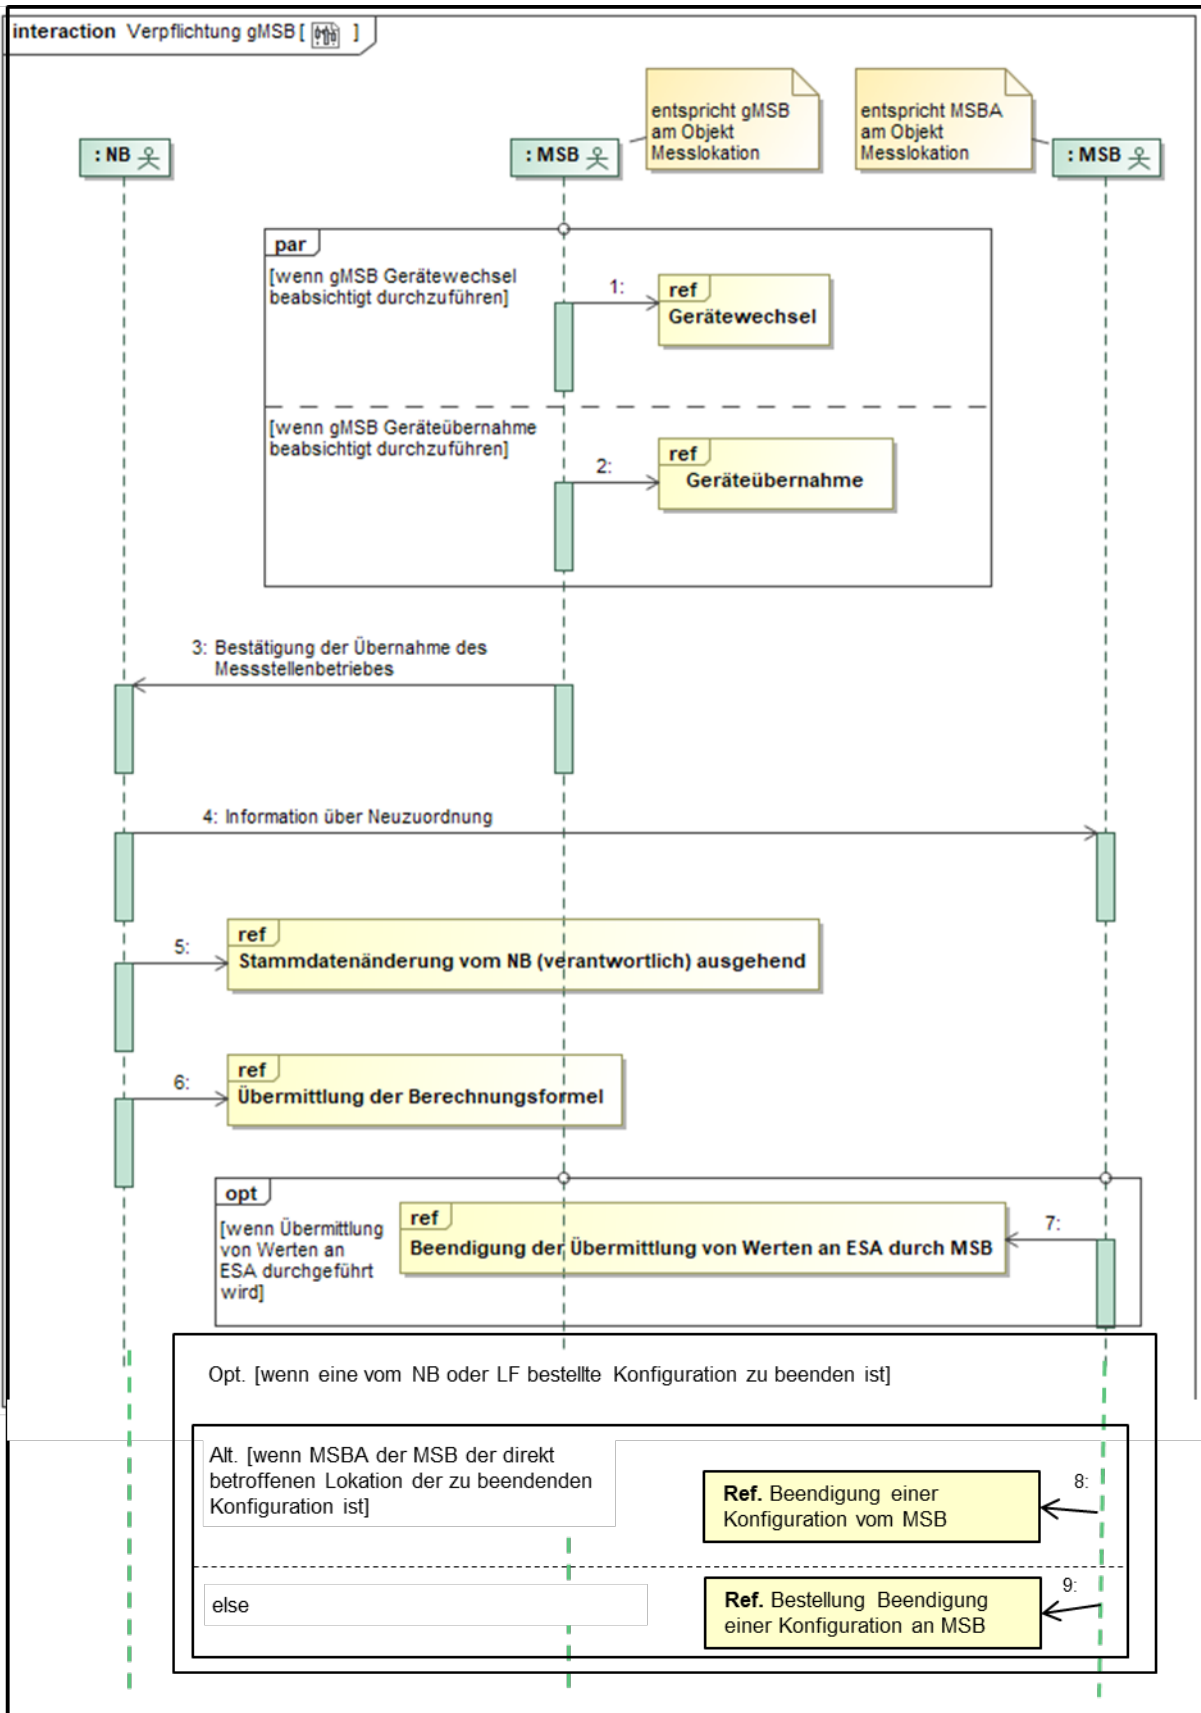 interaction Verpflichtung gMSB [ ]
entspricht gMSB
am Objekt
Messlokation
entspricht MSBA
am Objekt
Messlokation
: NB
: MSB
: MSB
par
[wenn gMSB Gerätewechsel
beabsichtigt durchzuführen]
1:
ref
Gerätewechsel
[wenn gMSB Geräteübernahme
beabsichtigt durchzuführen]
2:
ref
Geräteübernahme
3: Bestätigung der Übernahme des
Messstellenbetriebes
4: Information über Neuzuordnung
5:
ref
Stammdatenänderung vom NB (verantwortlich) ausgehend
6:
ref
Übermittlung der Berechnungsformel
opt
[wenn Übermittlung
von Werten an
ESA durchgeführt
wird]
ref
Beendigung der Übermittlung von Werten an ESA durch MSB
7:
Opt. [wenn eine vom NB oder LF bestellte Konfiguration zu beenden ist]
Alt. [wenn MSBA der MSB der direkt
betroffenen Lokation der zu beendenden
Konfiguration ist]
Ref. Beendigung einer
Konfiguration vom MSB
8:
else
Ref. Bestellung Beendigung
einer Konfiguration an MSB
9: